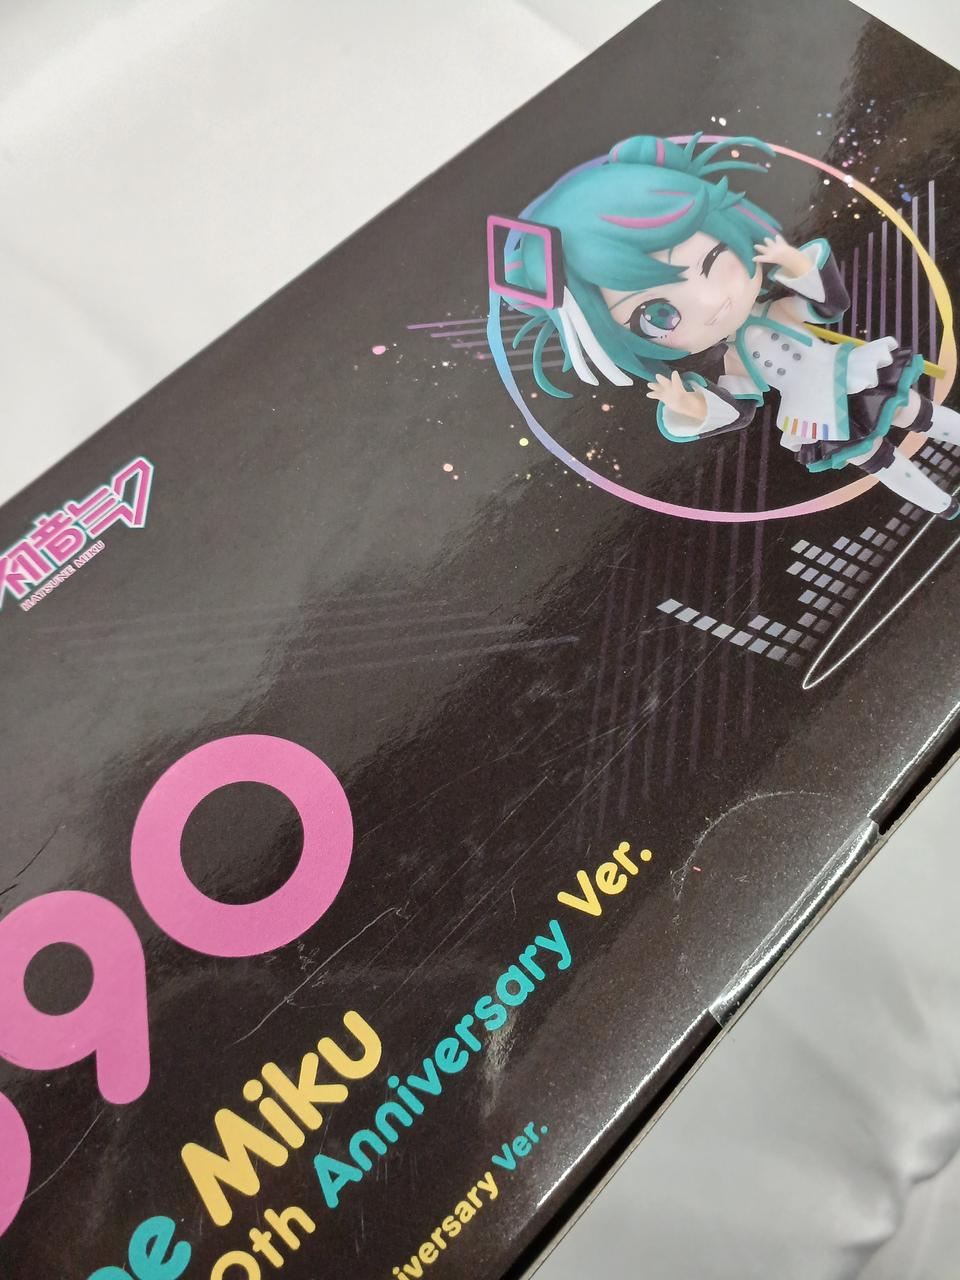 初音ミク
HATSUNE MIKU
90
Miku
0th Anniversary Ver.
iversary Ver.